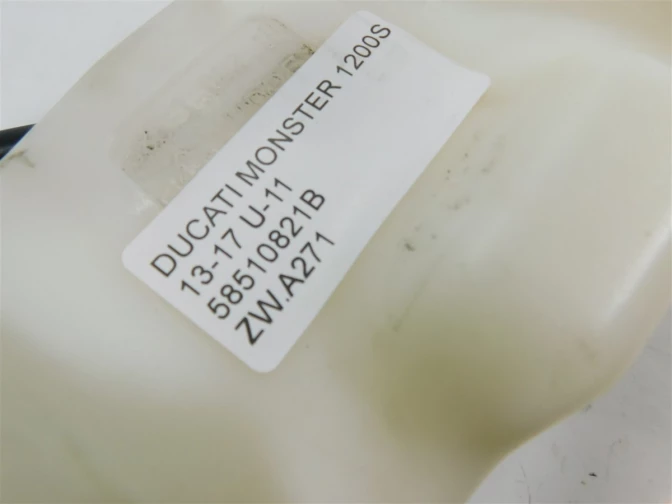 DUCATI MONSTER 1200S
13-17 U-11
58510821B
ZW.A271